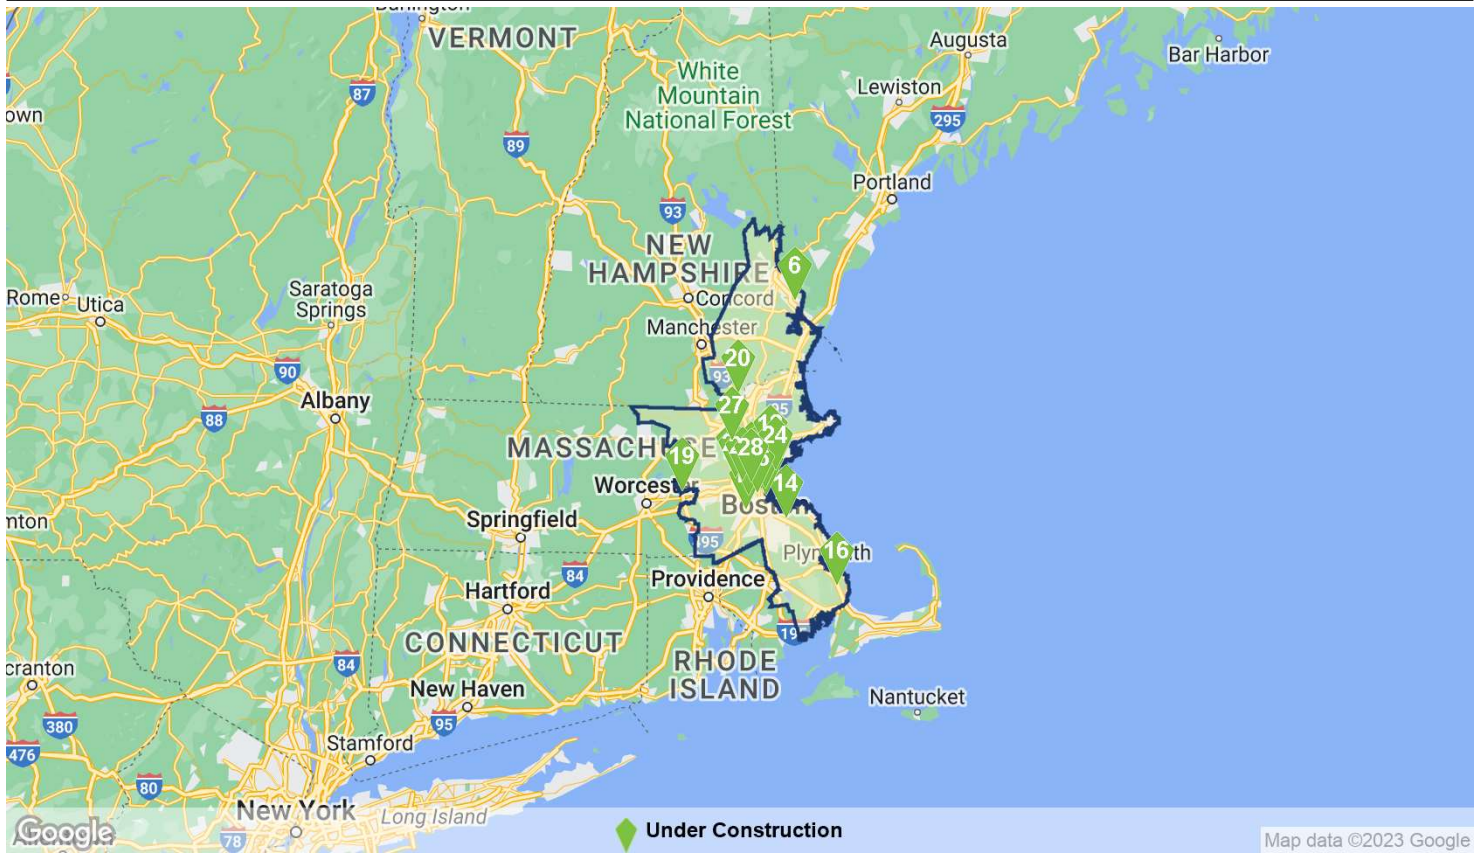 VERMONT
Augusta
Bar Harbor
87
White
Mountain
National Forest
Lewiston
295
own
89
Portland
93
NEW
HAMPSHIRE
6
Rome
Utica
Saratoga
Springs
Concord
Manchester
20
93
90
Albany
27
88
24
MASSACHUSE
28
19
Worcester
14
Boston
Springfield
16
Plymouth
84
Providence
Hartford
CONNECTICUT
84
RHODE
ISLAND
cranton
New Haven
Nantucket
95
380
Stamford
476
80
New York
Long Island
78
Google
Under Construction
Map data ©2023 Google